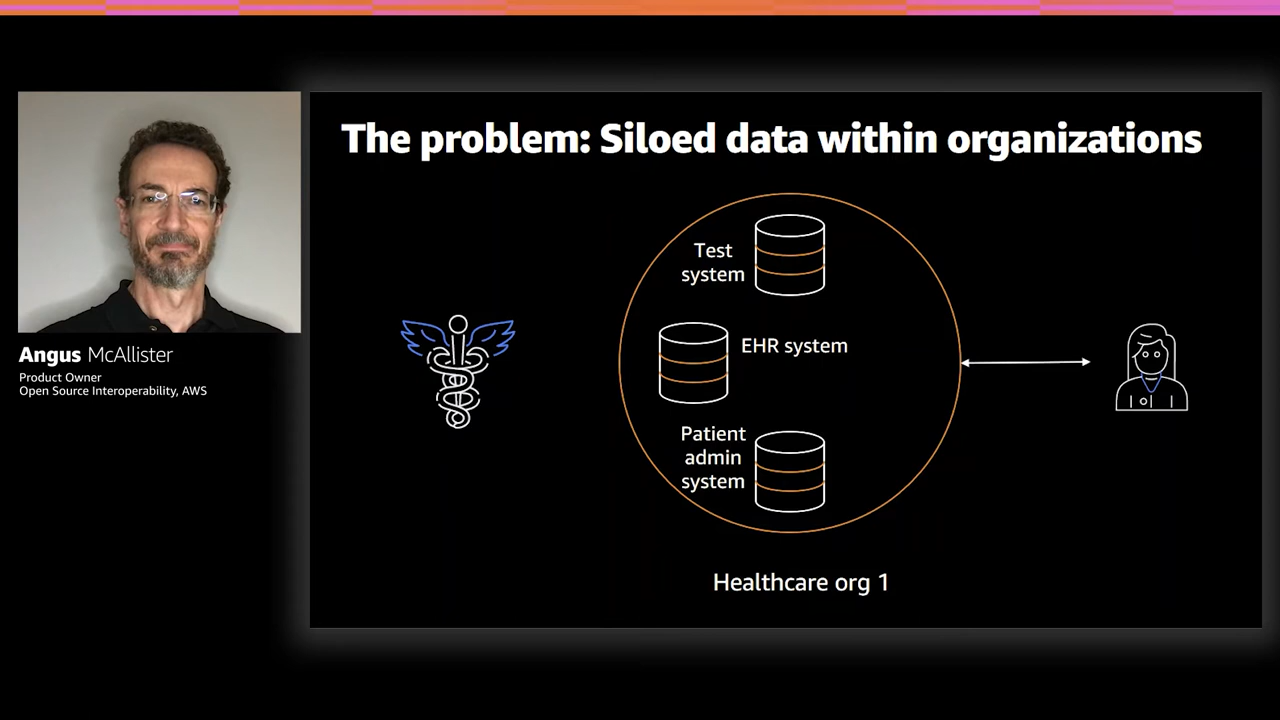 The problem: Siloed data within organizations
Test
system
EHR system
Patient
admin
system
Healthcare org 1
Angus McAllister
Product Owner
Open Source Interoperability, AWS